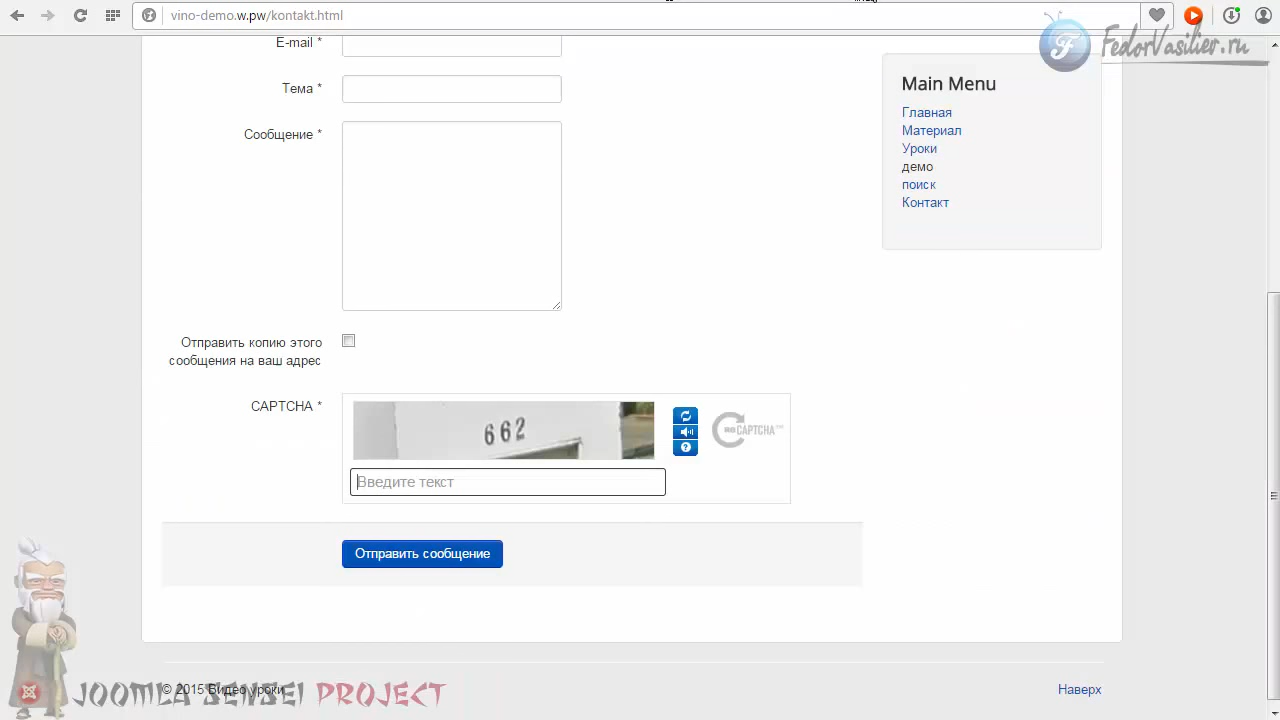 vino-demo.w.pw/kontakt.html
FedorVasilier.ru
E-mail *
Тема *
Сообщение *
Отправить копию этого
сообщения на ваш адрес
CAPTCHA *
662
CAPTCHA
Введите текст
Отправить сообщение
Main Menu
Главная
Материал
Уроки
демо
поиск
Контакт
© 2015 Видео уроки
JOOMLA SENSEI PROJECT
Наверх